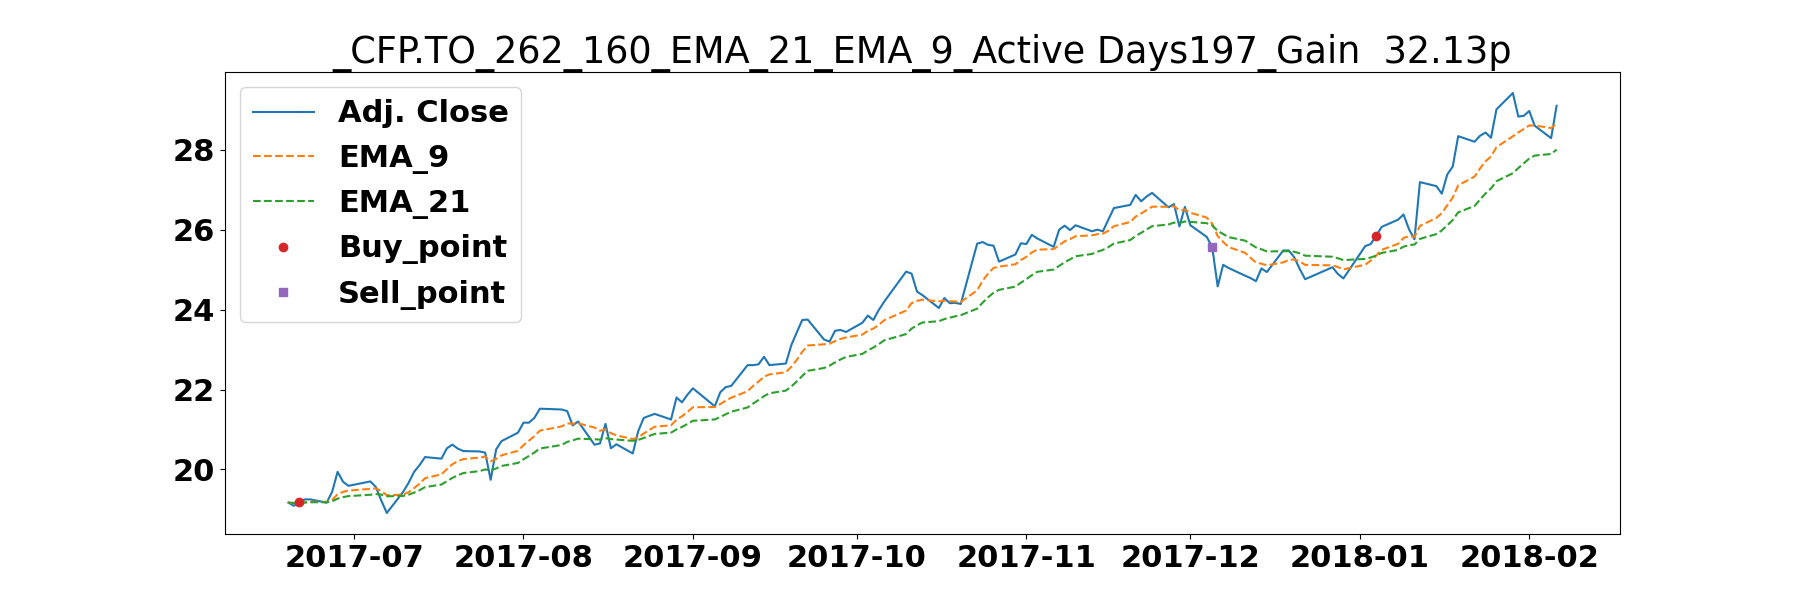 _CFP.TO_262_160_EMA_21_EMA_9_Active Days197_Gain  32.13p
Adj. Close
EMA_9
EMA_21
Buy_point
Sell_point
28
26
24
22
20
2017-07 2017-08 2017-09 2017-10 2017-11 2017-12 2018-01 2018-02